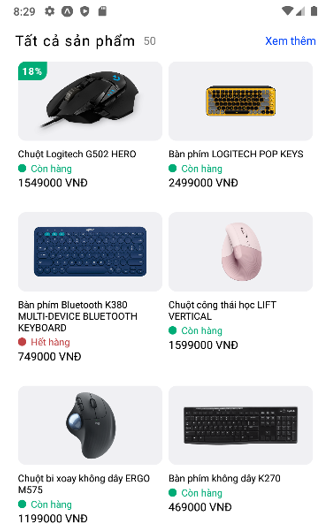 8:29
Tất cả sản phẩm 50 Xem thêm
18%
Chuột Logitech G502 HERO
Còn hàng
1549000 VNĐ
Bàn phím LOGITECH POP KEYS
Còn hàng
2499000 VNĐ
Bàn phím Bluetooth K380
MULTI-DEVICE BLUETOOTH
KEYBOARD
Hết hàng
749000 VNĐ
Chuột công thái học LIFT
VERTICAL
Còn hàng
1599000 VNĐ
Chuột bi xoay không dây ERGO
M575
Còn hàng
1199000 VNĐ
Bàn phím không dây K270
Còn hàng
469000 VNĐ